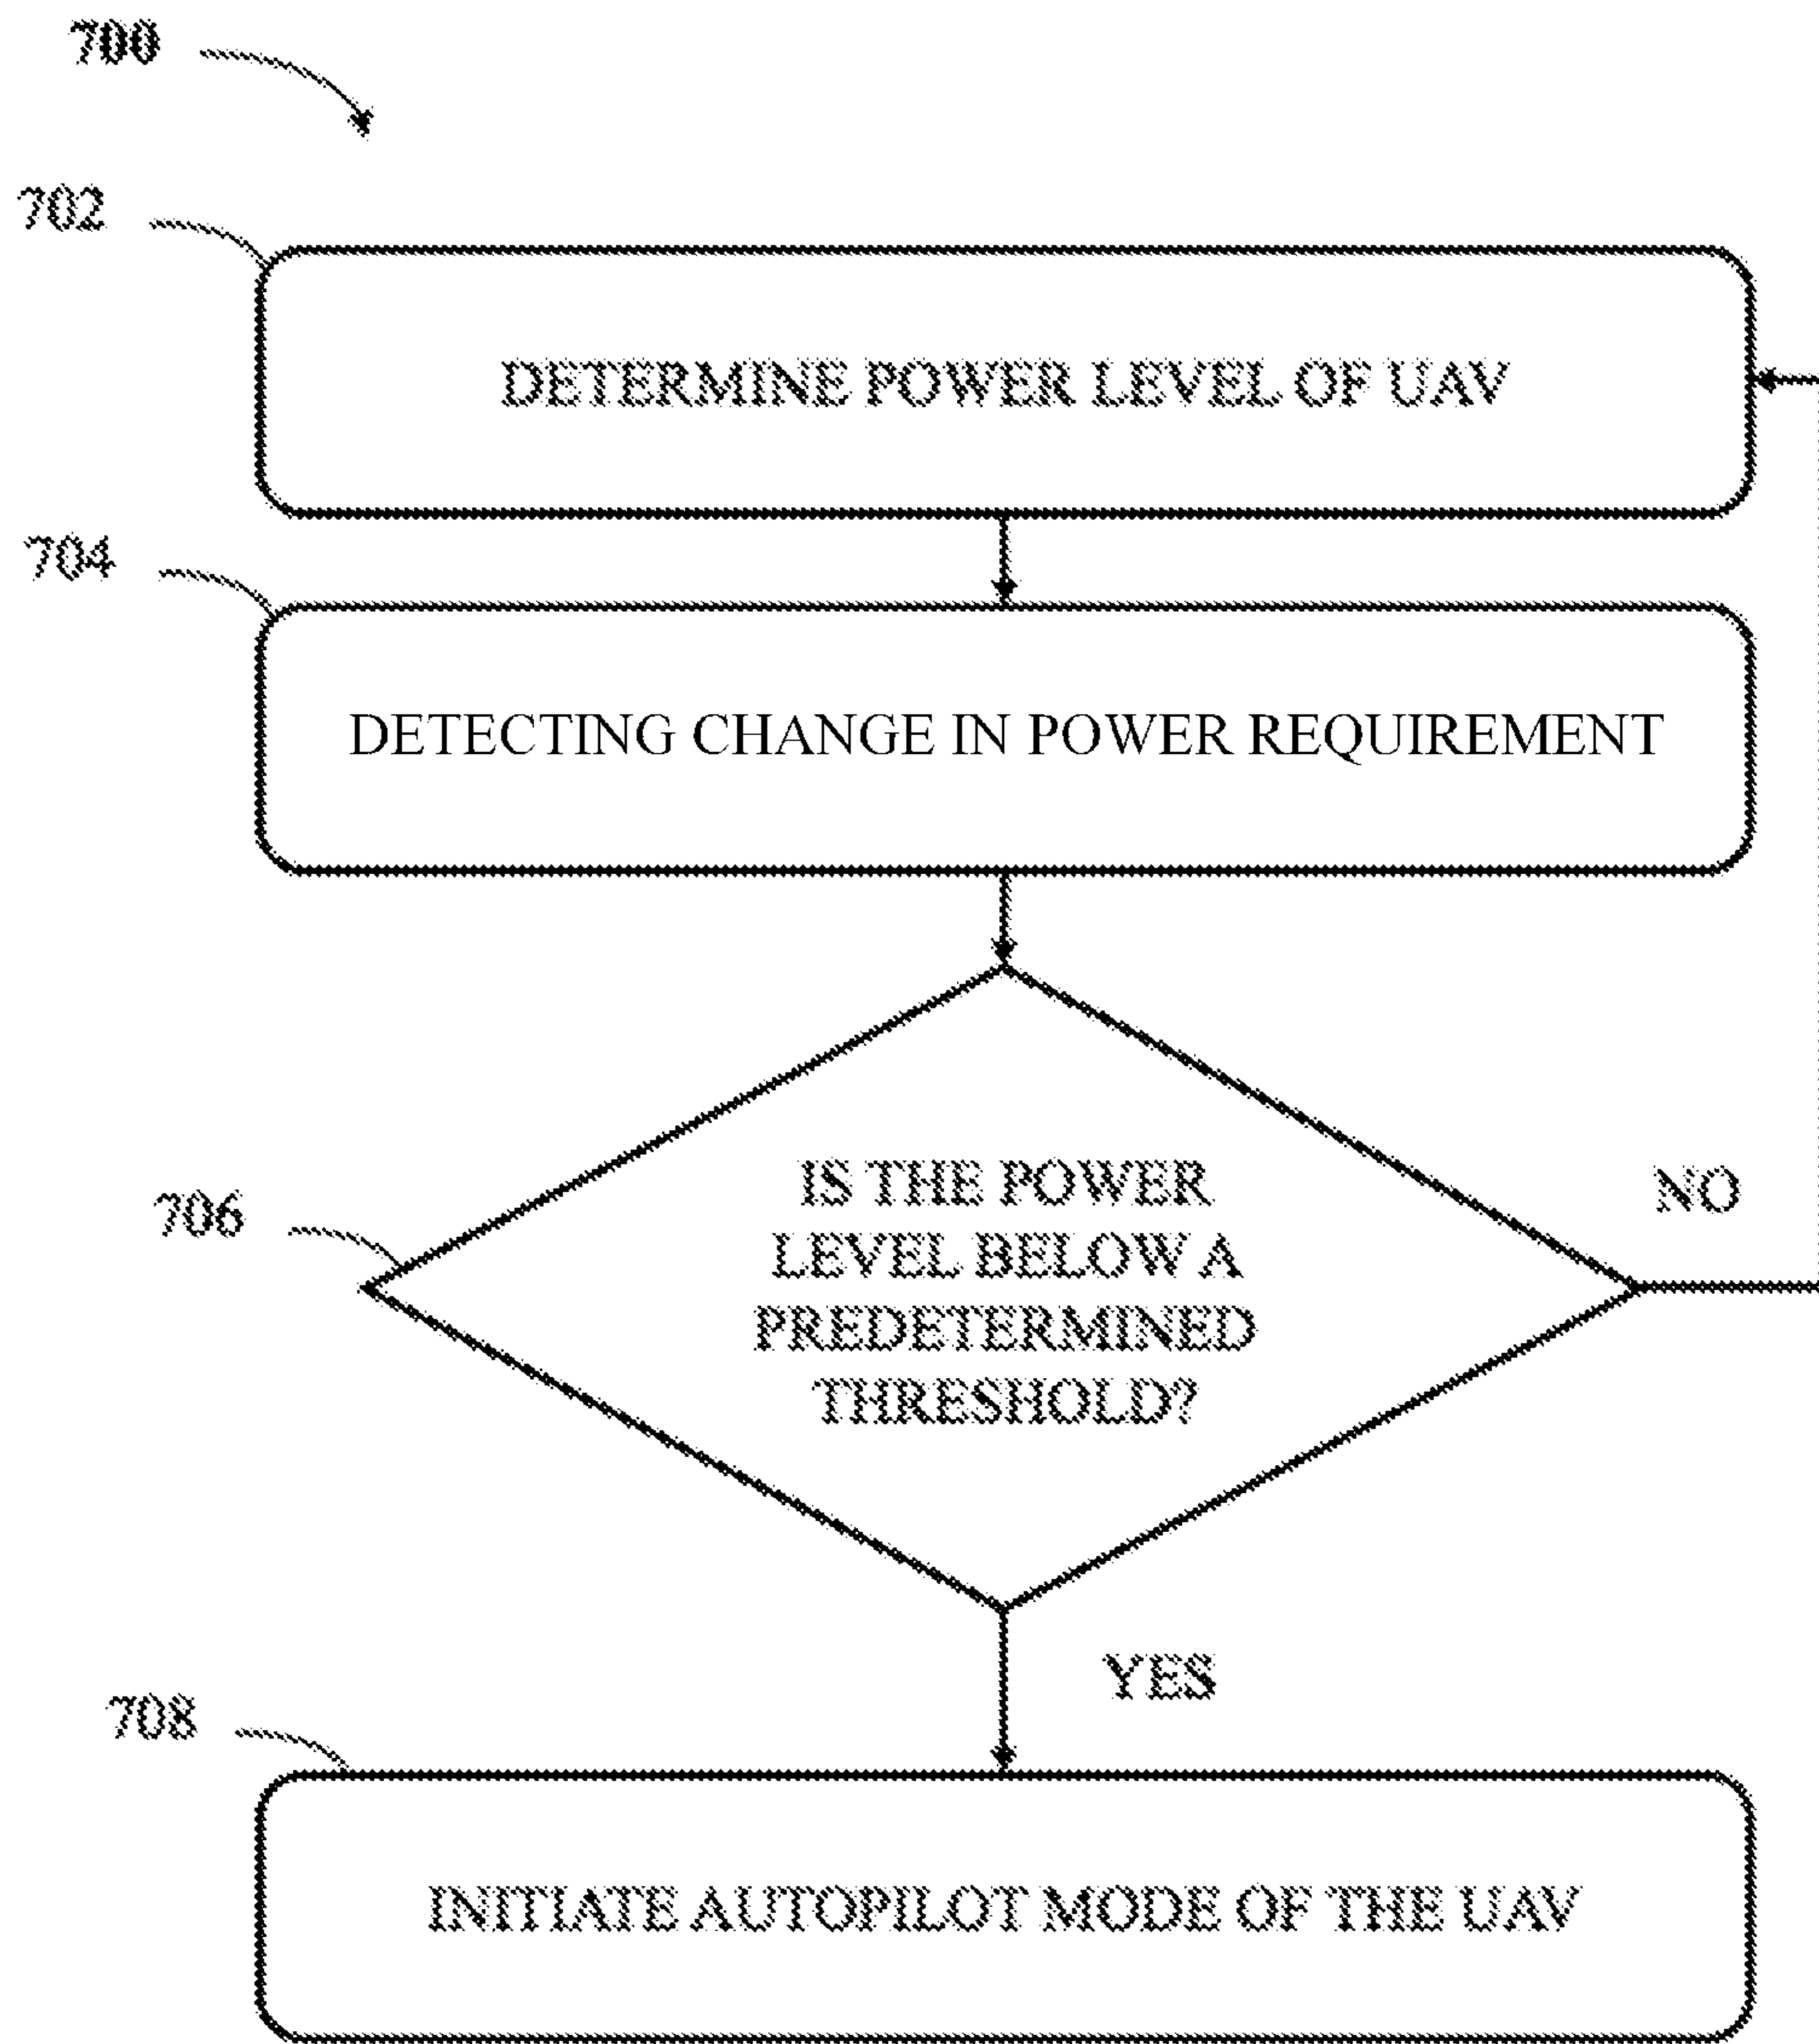 700
702
DETERMINE POWER LEVEL OF UAV
704
DETECTING CHANGE IN POWER REQUIREMENT
706
IS THE POWER
LEVEL BELOW A
PREDETERMINED
THRESHOLD?
NO
YES
708
INITIATE AUTOPILOT MODE OF THE UAV